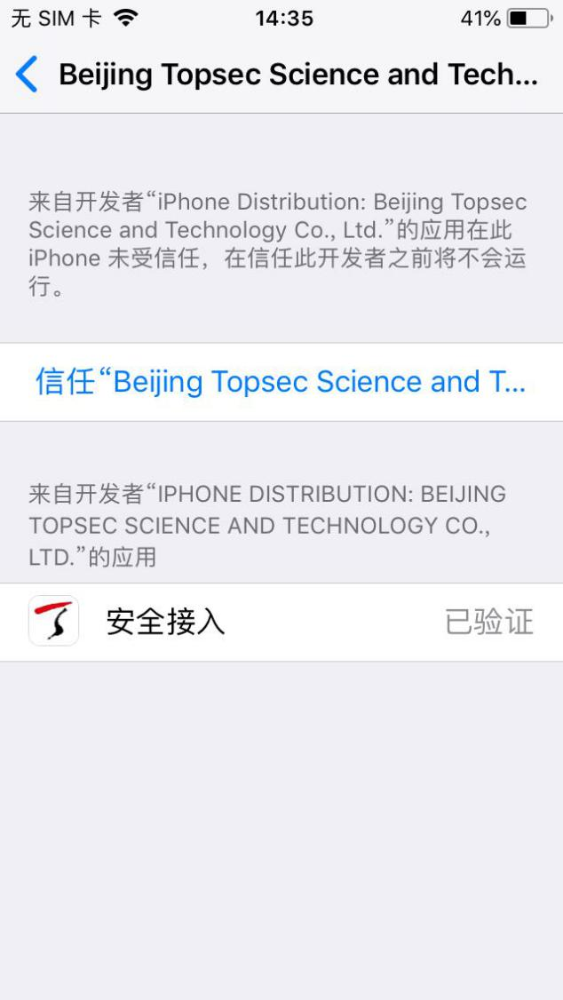 无 SIM 卡 14:35 41%
Beijing Topsec Science and Tech...
来自开发者“iPhone Distribution: Beijing Topsec
Science and Technology Co., Ltd.”的应用在此
iPhone 未受信任，在信任此开发者之前将不会运
行。
信任“Beijing Topsec Science and T...
来自开发者“IPHONE DISTRIBUTION: BEIJING
TOPSEC SCIENCE AND TECHNOLOGY CO.,
LTD.”的应用
安全接入 已验证